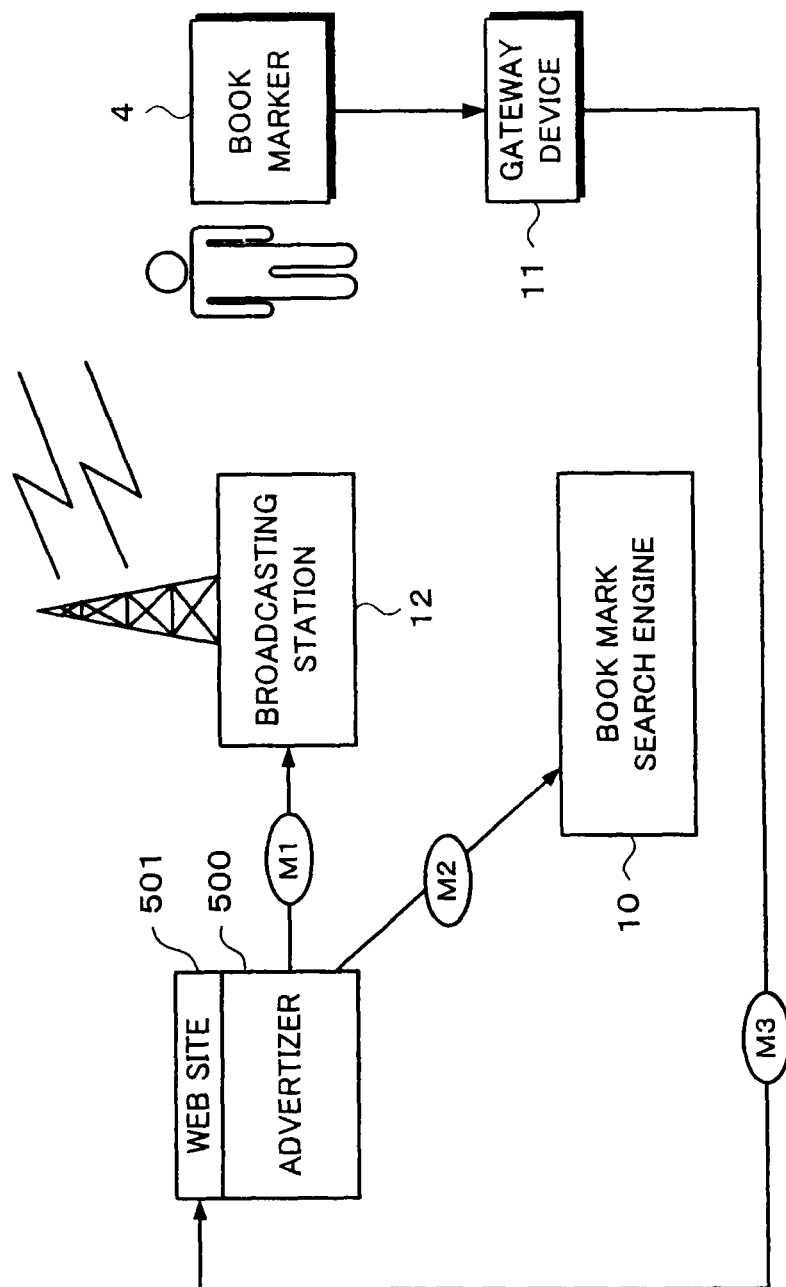 501
WEB SITE
500
ADVERTIZER
M1
BROADCASTING
STATION
12
4
BOOK
MARKER
M2
BOOK MARK
SEARCH ENGINE
10
GATEWAY
DEVICE
11
M3